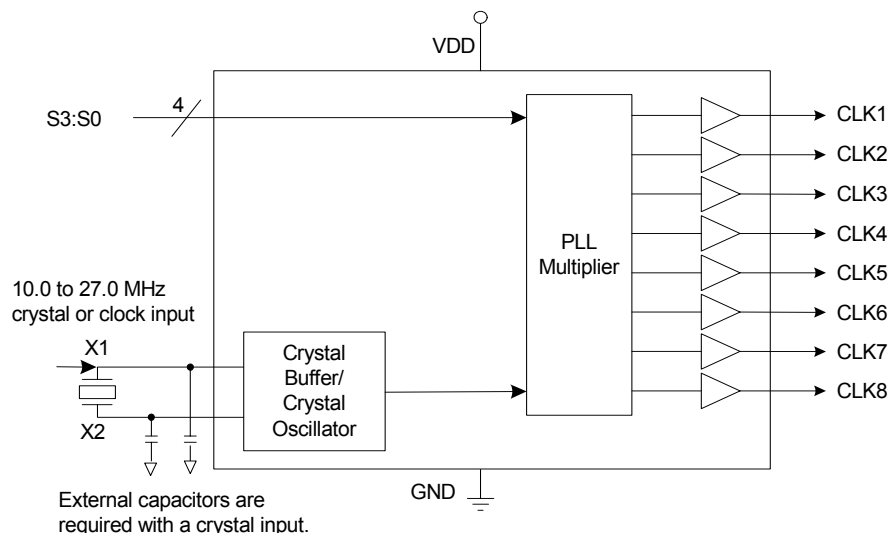 VDD
4
S3:S0
CLK1
CLK2
CLK3
CLK4
CLK5
CLK6
CLK7
CLK8
PLL
Multiplier
10.0 to 27.0 MHz
crystal or clock input
X1
X2
Crystal
Buffer/
Crystal
Oscillator
GND
External capacitors are
required with a crystal input.